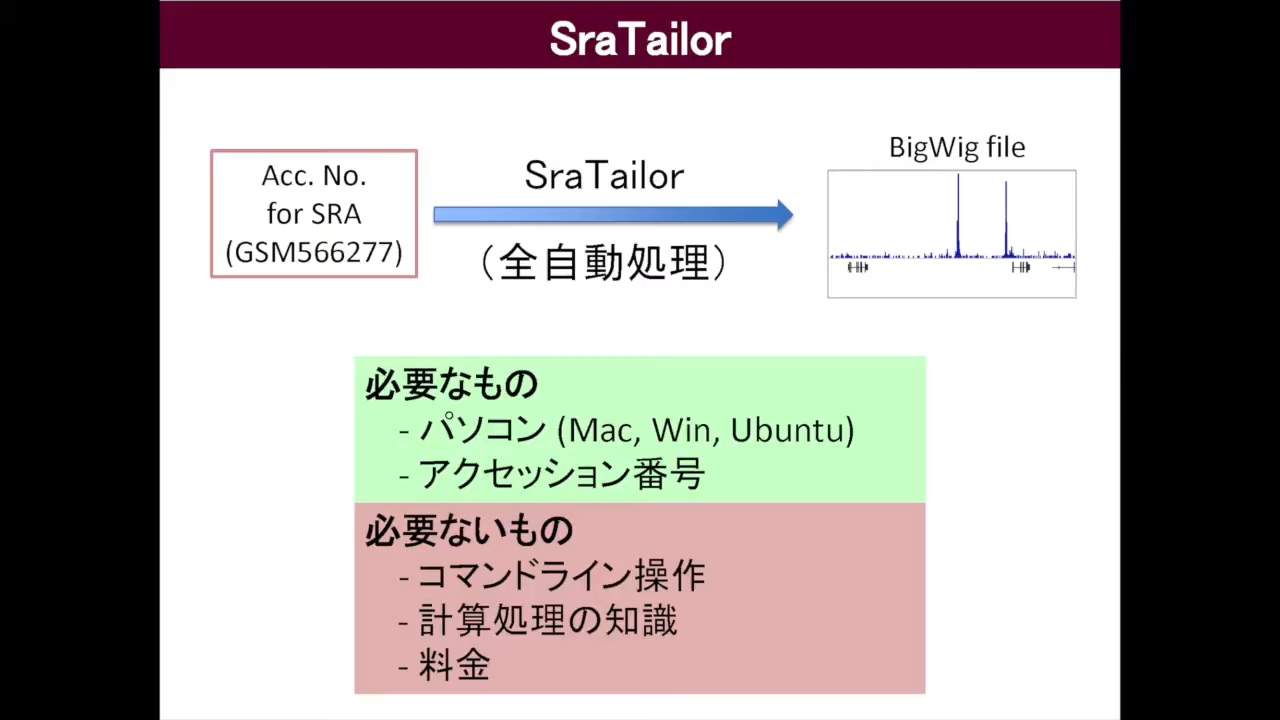 SraTailor
Acc. No.
for SRA
(GSM566277)
SraTailor
（全自動処理）
BigWig file
必要なもの
- パソコン (Mac, Win, Ubuntu)
- アクセッション番号
必要ないもの
- コマンドライン操作
- 計算処理の知識
- 料金